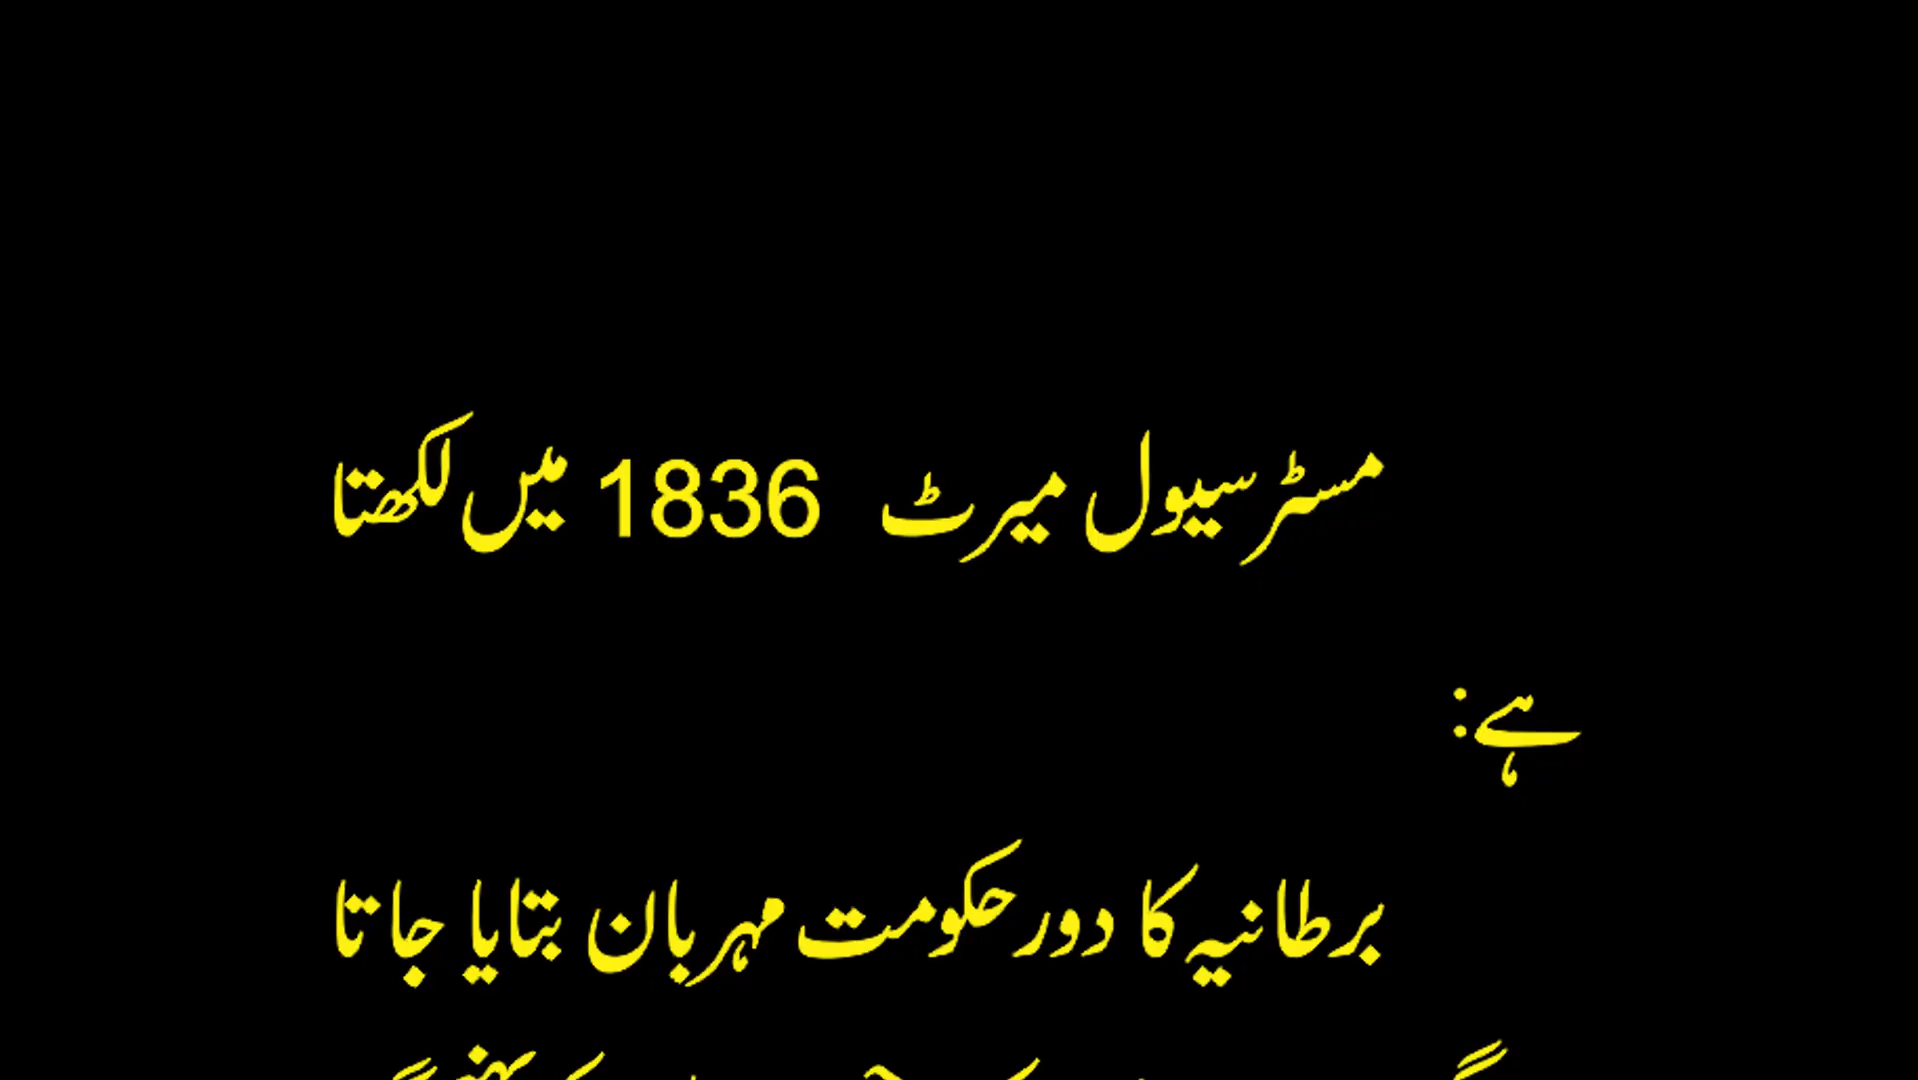 مسٹر سیول میرٹ 1836 میں لکھتا
ہے:
برطانیہ کا دور حکومت مہربان بتایا جاتا